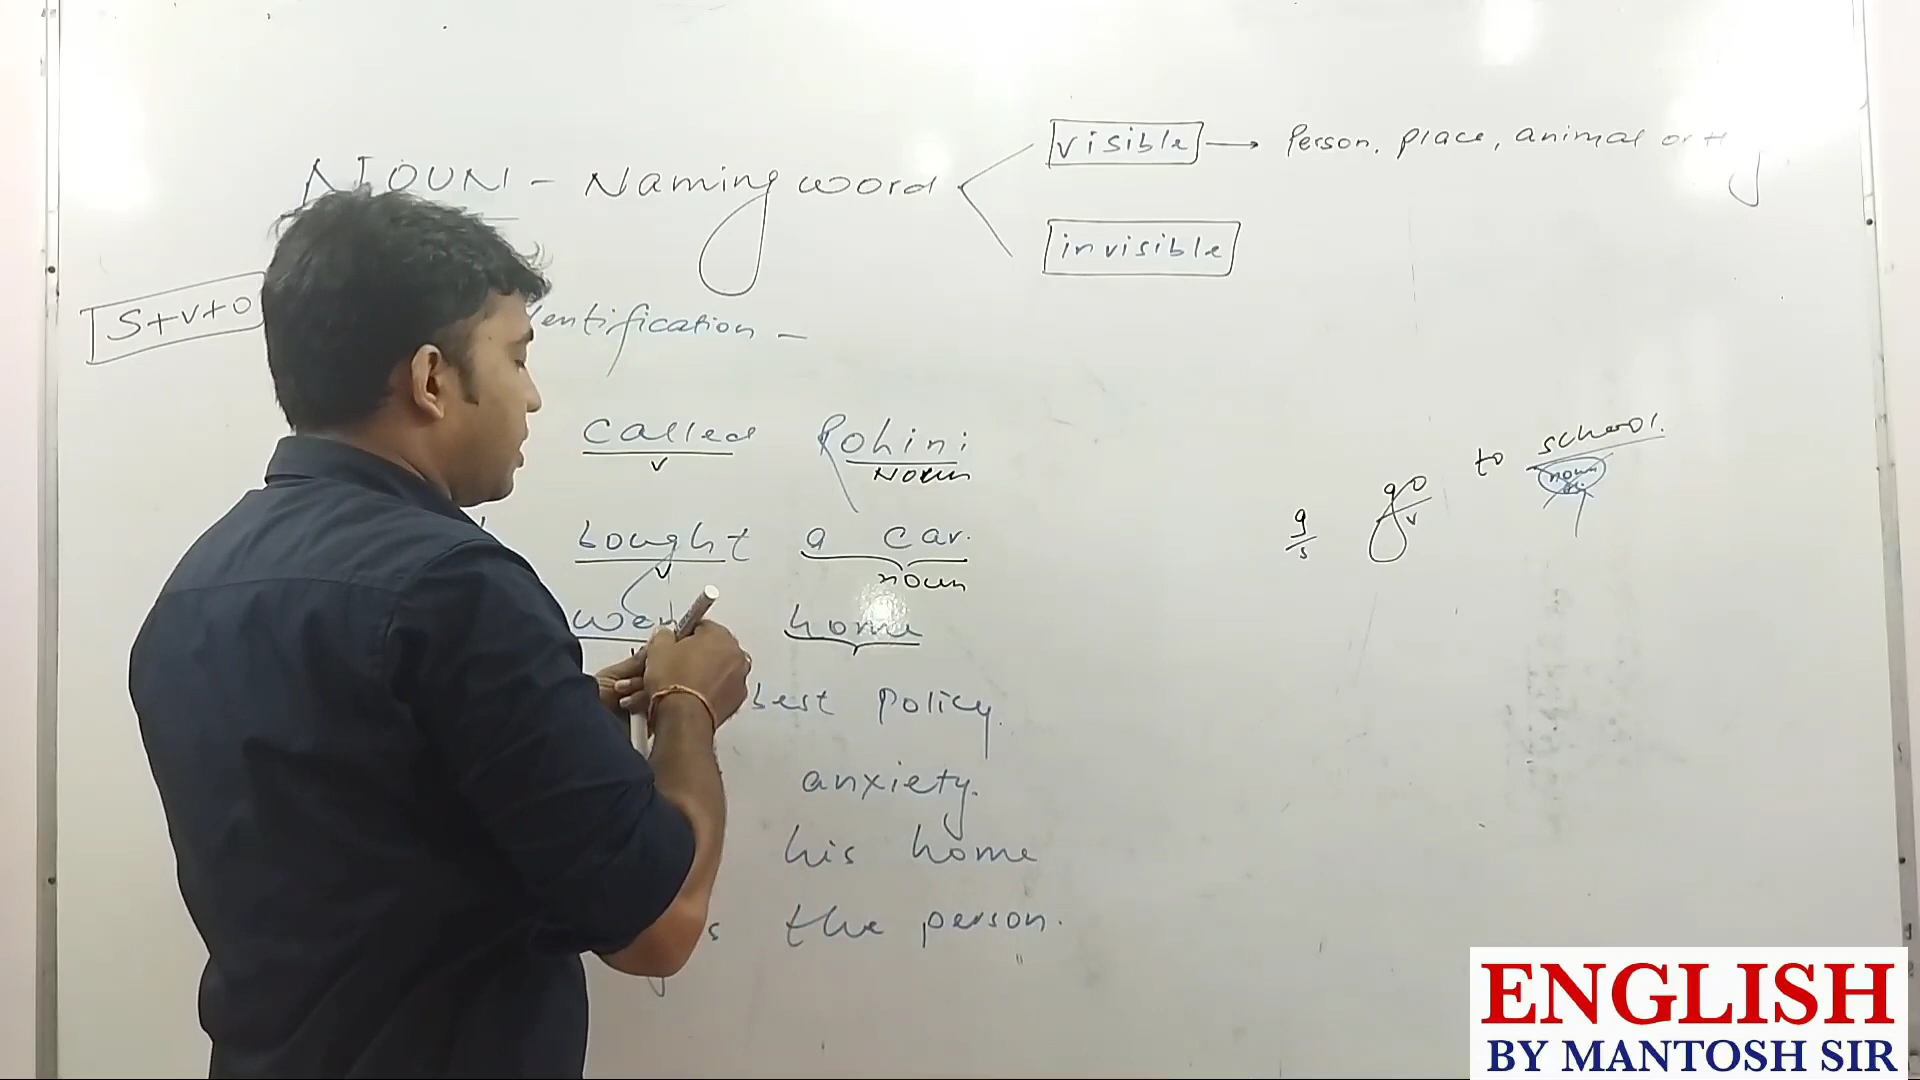 NOUN - Naming word
visible → Person, place, animal or
invisible
S+V+O
entification -
called Rohini
v Noun
bought a car.
v noun
home
best policy.
anxiety.
his home
s the person.
g go to school.
s v noun
ENGLISH
BY MANTOSH SIR